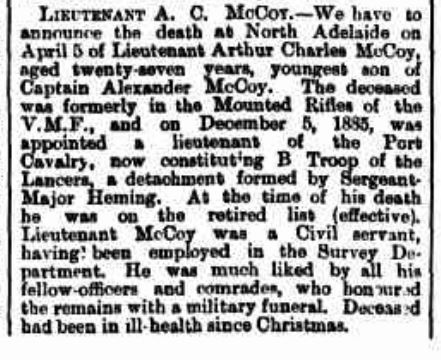 LIEUTENANT A. C. MCCOY.—We have to
announce the death at North Adelaide on
April 5 of Lieutenant Arthur Charles McCoy,
aged twenty-seven years, youngest son of
Captain Alexander McCoy. The deceased
was formerly in the Mounted Rifles of the
V.M.F., and on December 5, 1885, was
appointed a lieutenant of the Port
Cavalry, now constituting B Troop of the
Lancers, a detachment formed by Sergeant-
Major Heming. At the time of his death
he was on the retired list (effective).
Lieutenant McCoy was a Civil servant,
having been employed in the Survey De-
partment. He was much liked by all his
fellow-officers and comrades, who honoured
the remains with a military funeral. Deceased
had been in ill-health since Christmas.